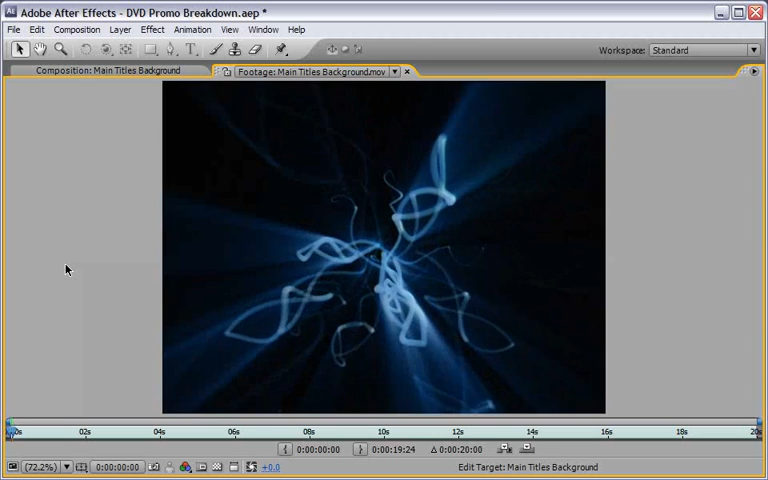 Adobe After Effects - DVD Promo Breakdown.aep *
File Edit Composition Layer Effect Animation View Window Help
Workspace: Standard
Composition: Main Titles Background Footage: Main Titles Background.mov
02s 04s 06s 08s 10s 12s 14s 16s 18s
0:00:00:00 0:00:19:24 Δ 0:00:20:00
(72.2%) 0:00:00:00 +0.0 Edit Target: Main Titles Background